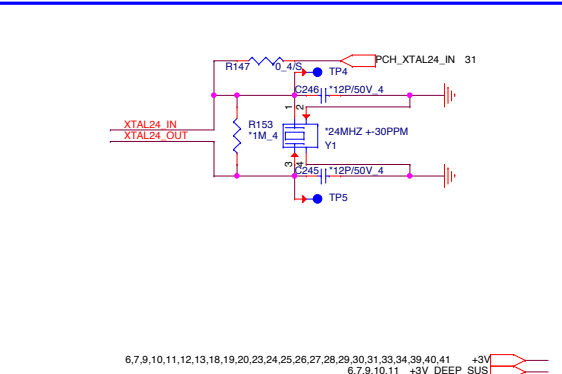 PCH_XTAL24_IN 31
R147 0_4/S
TP4
C246 *12P/50V_4
1
2
XTAL24_IN
XTAL24_OUT
R153
*1M_4
*24MHZ +-30PPM
Y1
3
4
C245 *12P/50V_4
TP5
6,7,9,10,11,12,13,18,19,20,23,24,25,26,27,28,29,30,31,33,34,39,40,41 +3V
6,7,9,10,11 +3V_DEEP_SUS